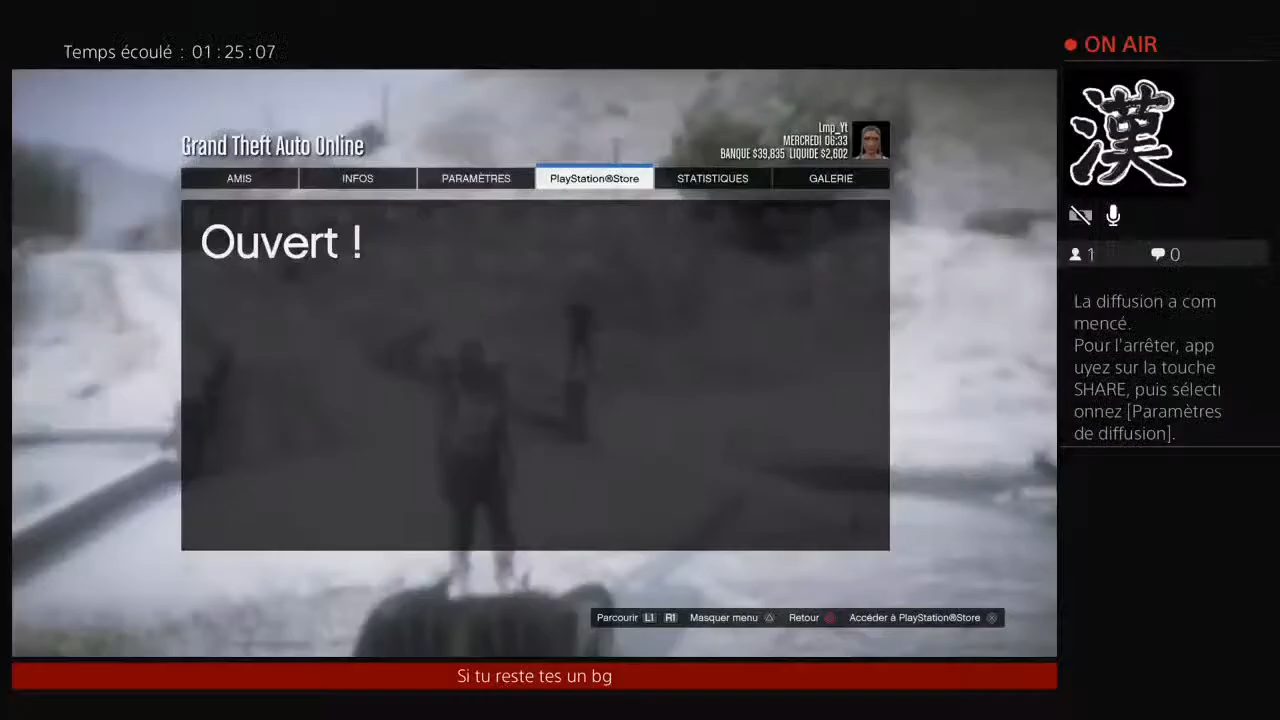 Temps écoulé : 01:25:07
ON AIR
漢
Grand Theft Auto Online
Lmp_Yt
MERCREDI 06:33
BANQUE $39,835 LIQUIDE $2,602
AMIS INFOS PARAMÈTRES PlayStation®Store STATISTIQUES GALERIE
Ouvert !
1 0
La diffusion a com
mencé.
Pour l'arrêter, app
uyez sur la touche
SHARE, puis sélecti
onnez [Paramètres
de diffusion].
Parcourir L1 R1 Masquer menu Retour Accéder à PlayStation®Store
Si tu reste tes un bg